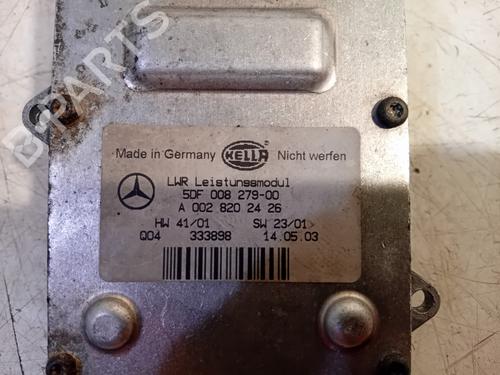 B-PARTS
Made in Germany HELLA Nicht werfen
LWR Leistungsmodul
5DF 008 279-00
A 002 820 24 26
HW 41/01 SW 23/01
Q04 333898 14.05.03